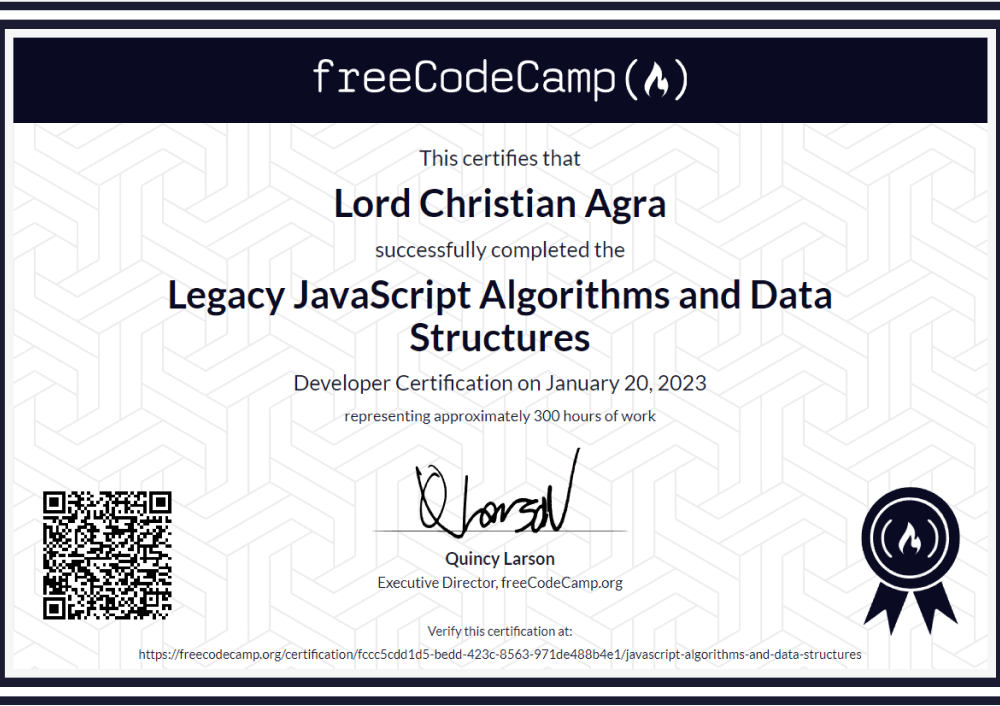 freeCodeCamp
This certifies that
Lord Christian Agra
successfully completed the
Legacy JavaScript Algorithms and Data
Structures
Developer Certification on January 20, 2023
representing approximately 300 hours of work
Quincy Larson
Executive Director, freeCodeCamp.org
Verify this certification at:
https://freecodecamp.org/certification/fccc5cdd1d5-bedd-423c-8563-971de488b4e1/javascript-algorithms-and-data-structures